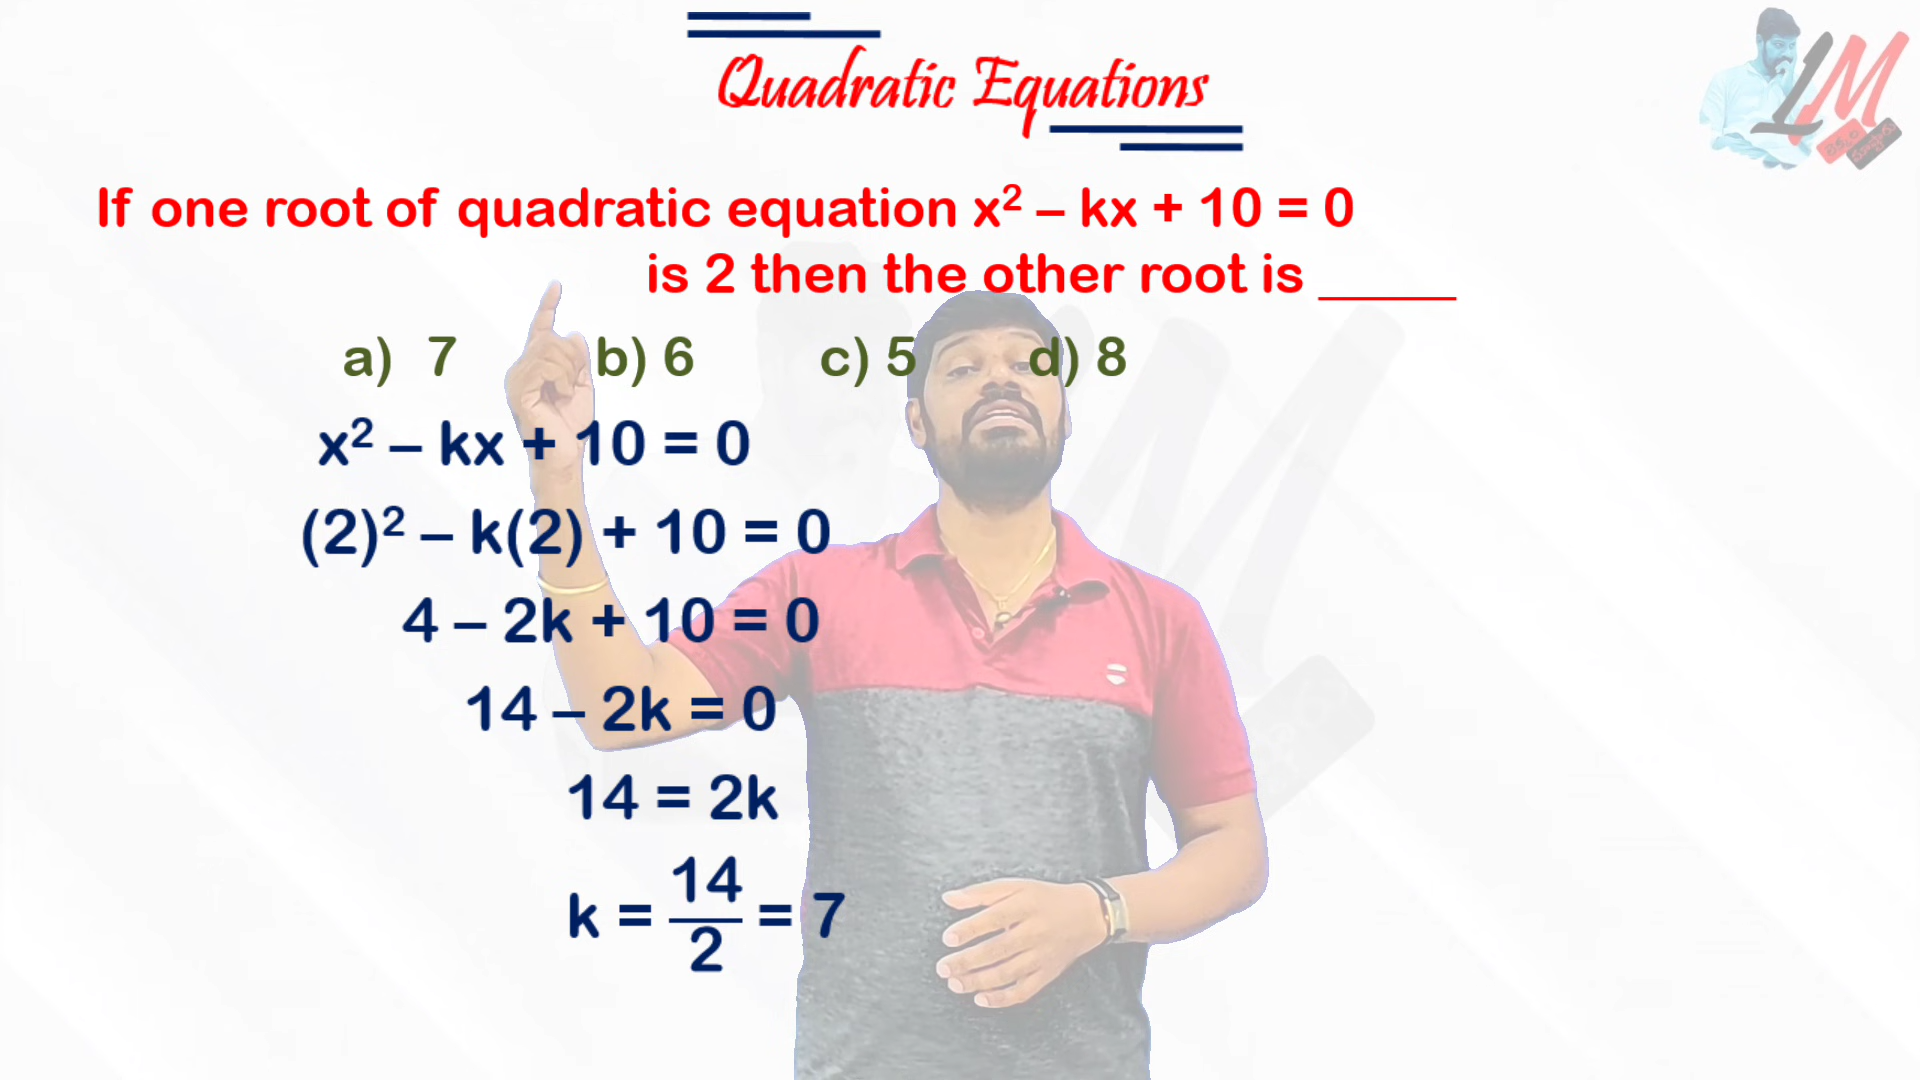 Quadratic Equations
LM
If one root of quadratic equation x² – kx + 10 = 0
is 2 then the other root is _____
a) 7 b) 6 c) 5 d) 8
x² – kx + 10 = 0
(2)² – k(2) + 10 = 0
4 – 2k + 10 = 0
14 – 2k = 0
14 = 2k
k = 14/2 = 7